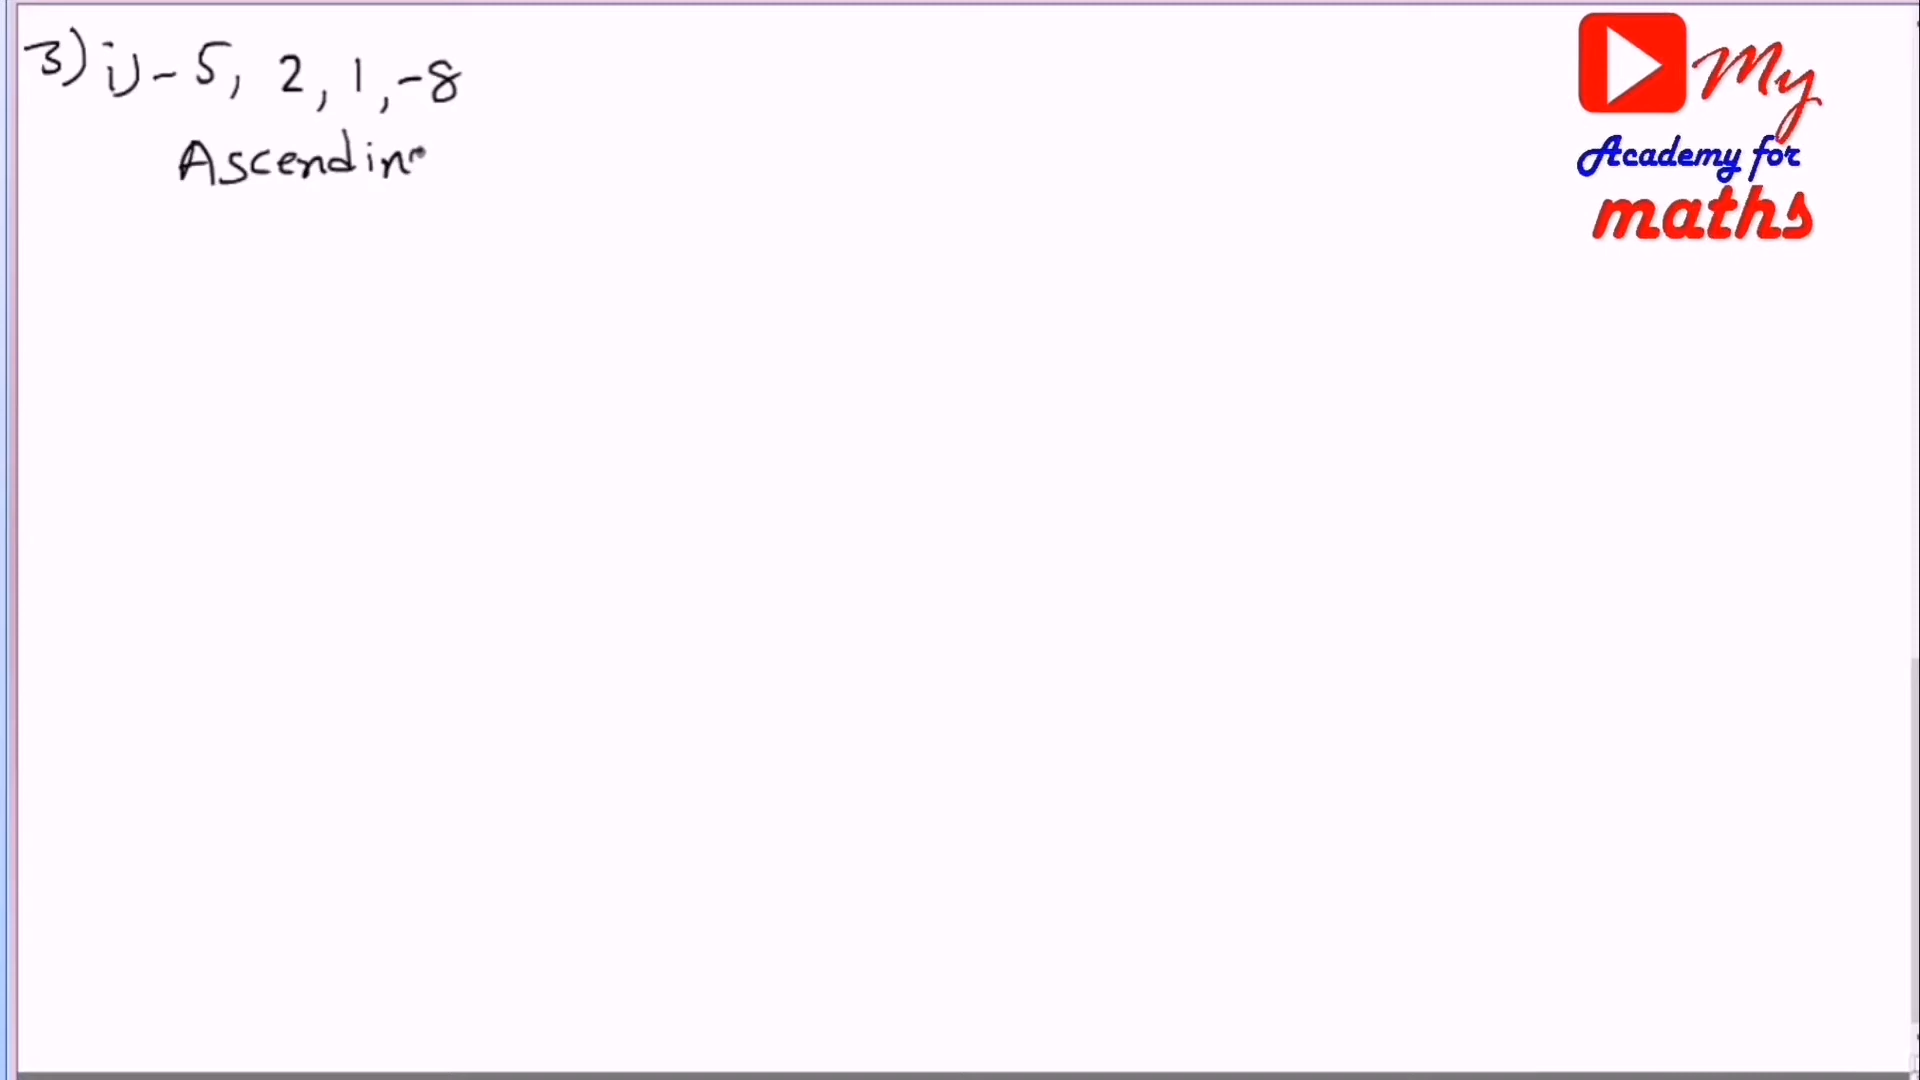 3) i) -5, 2, 1, -8
Ascendin
My
Academy for
maths